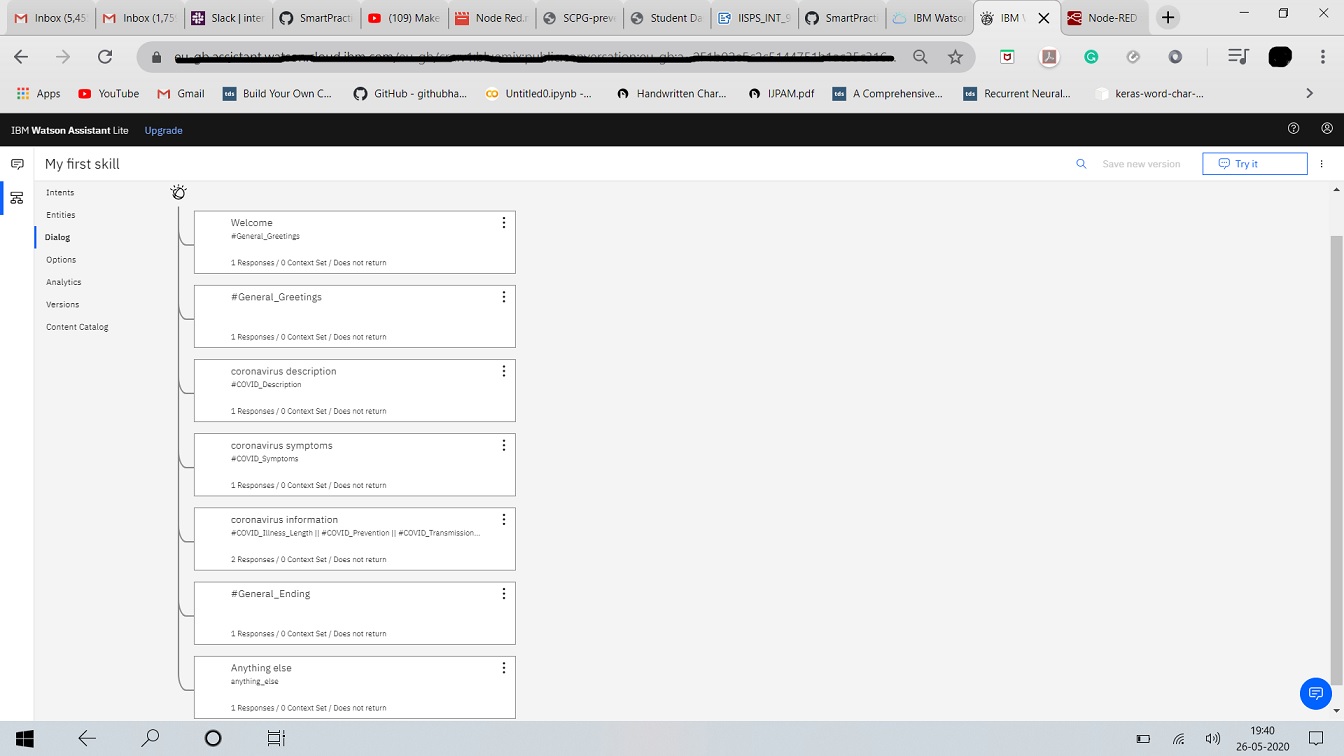 Inbox (5,45
Inbox (1,75
Slack | inter
SmartPracti
(109) Make
Node Red.r
SCPG-preve
Student Da
IISPS_INT_9
SmartPracti
IBM Watson
IBM W
Node-RED
Apps
YouTube
Gmail
Build Your Own C...
GitHub - githubha...
Untitled0.ipynb -...
Handwritten Char...
IJPAM.pdf
A Comprehensive...
Recurrent Neural...
keras-word-char-...
IBM Watson Assistant Lite
Upgrade
My first skill
Save new version
Try it
Intents
Entities
Dialog
Options
Analytics
Versions
Content Catalog
Welcome
#General_Greetings
1 Responses / 0 Context Set / Does not return
#General_Greetings
1 Responses / 0 Context Set / Does not return
coronavirus description
#COVID_Description
1 Responses / 0 Context Set / Does not return
coronavirus symptoms
#COVID_Symptoms
1 Responses / 0 Context Set / Does not return
coronavirus information
#COVID_Illness_Length || #COVID_Prevention || #COVID_Transmission...
2 Responses / 0 Context Set / Does not return
#General_Ending
1 Responses / 0 Context Set / Does not return
Anything else
anything_else
1 Responses / 0 Context Set / Does not return
19:40
26-05-2020